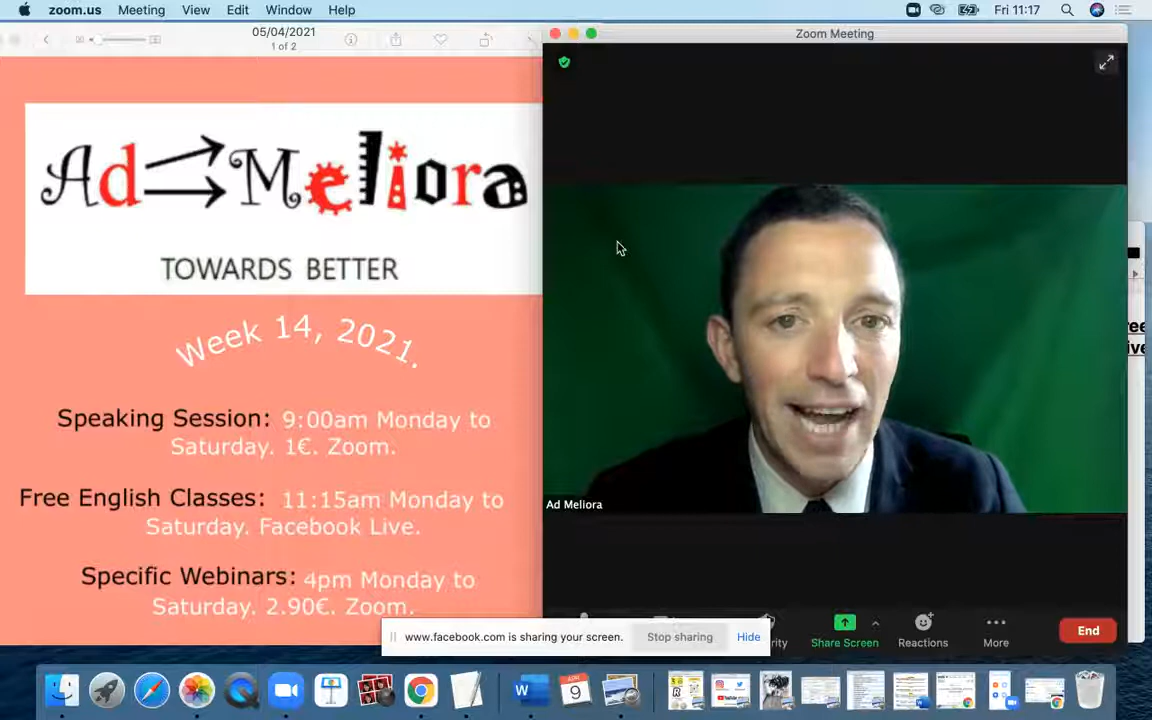 zoom.us Meeting View Edit Window Help
Fri 11:17
05/04/2021
1 of 2
Zoom Meeting
Ad Meliora
TOWARDS BETTER
Week 14, 2021.
Speaking Session: 9:00am Monday to
Saturday. 1€. Zoom.
Free English Classes: 11:15am Monday to
Saturday. Facebook Live.
Specific Webinars: 4pm Monday to
Saturday. 2.90€. Zoom.
Ad Meliora
www.facebook.com is sharing your screen.
Stop sharing
Hide
Share Screen
Reactions
More
End
APR
9